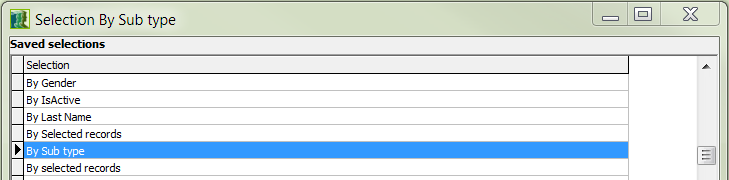 Selection By Sub type
Saved selections
Selection
By Gender
By IsActive
By Last Name
By Selected records
By Sub type
By selected records